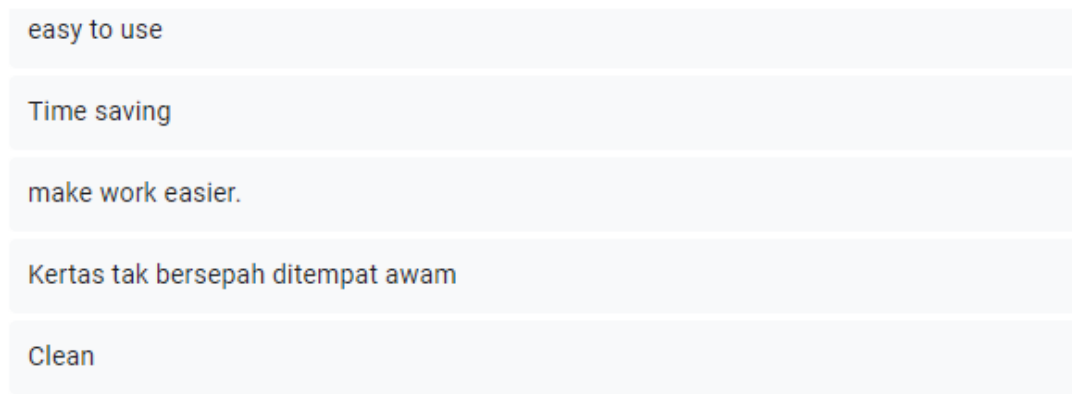 easy to use
Time saving
make work easier.
Kertas tak bersepah ditempat awam
Clean